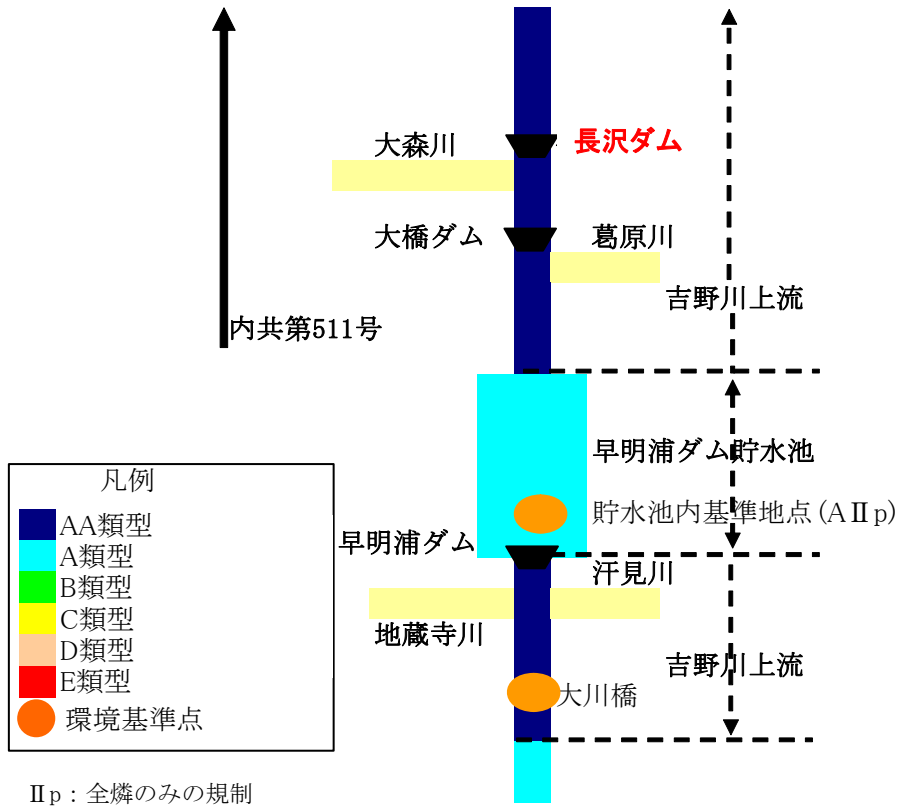 大森川
長沢ダム
大橋ダム
葛原川
吉野川上流
内共第511号
早明浦ダム貯水池
貯水池内基準地点(AⅡp)
早明浦ダム
汗見川
地蔵寺川
吉野川上流
大川橋
凡例
AA類型
A類型
B類型
C類型
D類型
E類型
環境基準点
Ⅱp：全燐のみの規制